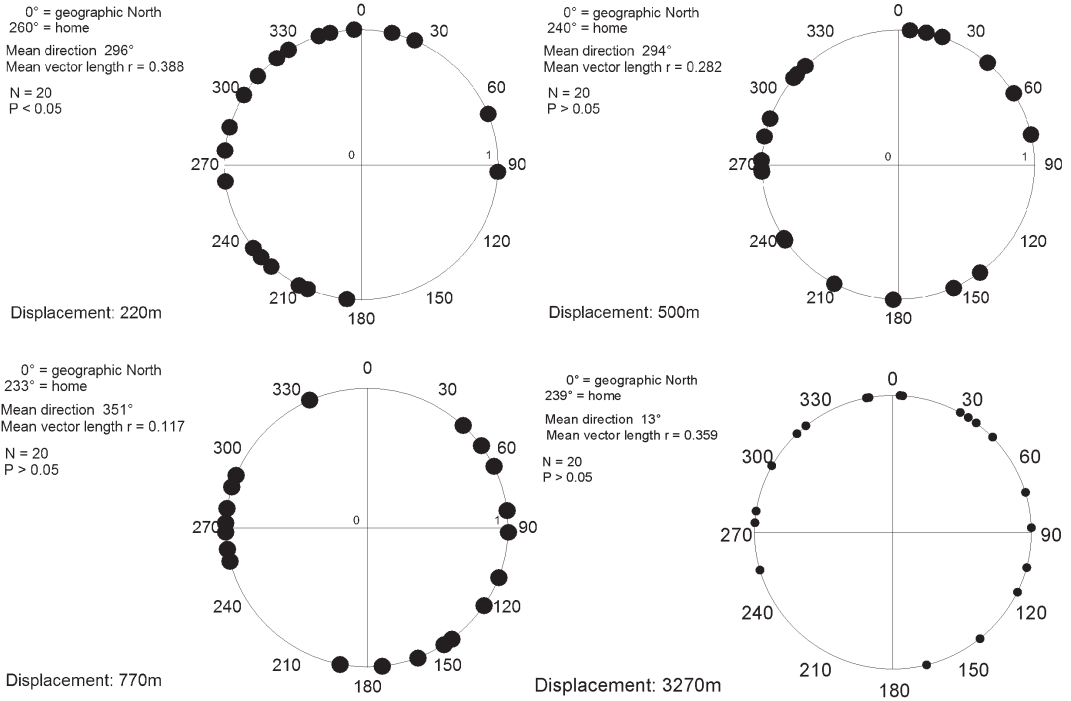 0° = geographic North
260° = home
Mean direction 296°
Mean vector length r = 0.388
N = 20
P < 0.05
0
30
60
90
120
150
180
210
240
270
300
330
0
1
Displacement: 220m
0° = geographic North
240° = home
Mean direction 294°
Mean vector length r = 0.282
N = 20
P > 0.05
0
30
60
90
120
150
180
210
240
270
300
330
0
1
Displacement: 500m
0° = geographic North
233° = home
Mean direction 351°
Mean vector length r = 0.117
N = 20
P > 0.05
0
30
60
90
120
150
180
210
240
270
300
330
0
1
Displacement: 770m
0° = geographic North
239° = home
Mean direction 13°
Mean vector length r = 0.359
N = 20
P > 0.05
0
30
60
90
120
150
180
210
240
270
300
330
Displacement: 3270m